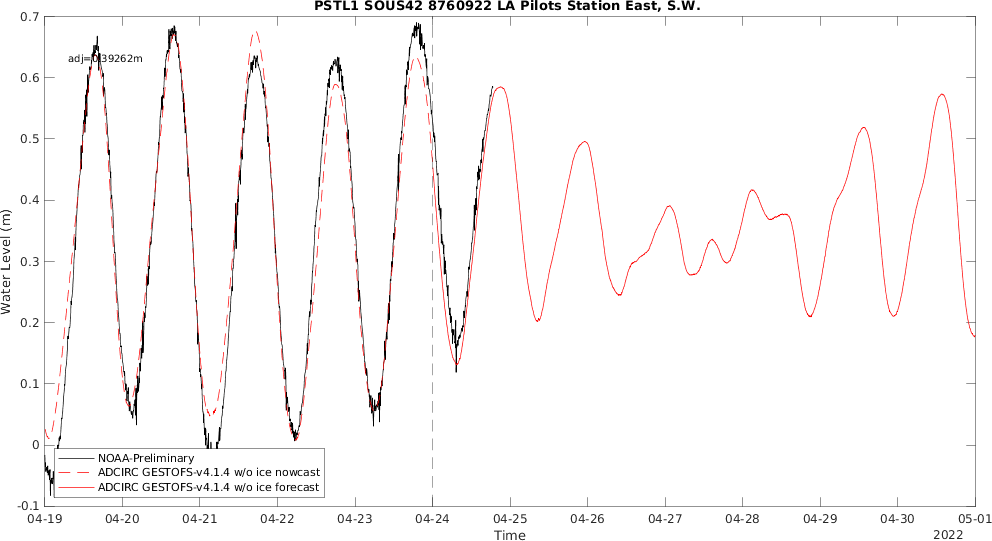 PSTL1 SOUS42 8760922 LA Pilots Station East, S.W.
0.7
adj=0.39262m
0.6
0.5
0.4
0.3
0.2
0.1
0
-0.1
Water Level (m)
NOAA-Preliminary
ADCIRC GESTOFS-v4.1.4 w/o ice nowcast
ADCIRC GESTOFS-v4.1.4 w/o ice forecast
04-19 04-20 04-21 04-22 04-23 04-24 04-25 04-26 04-27 04-28 04-29 04-30 05-01
Time
2022